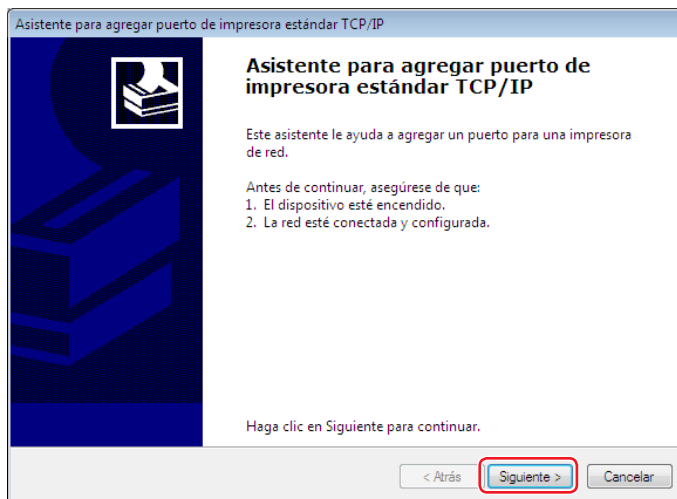 Asistente para agregar puerto de impresora estándar TCP/IP
Asistente para agregar puerto de
impresora estándar TCP/IP
Este asistente le ayuda a agregar un puerto para una impresora
de red.
Antes de continuar, asegúrese de que:
1. El dispositivo esté encendido.
2. La red esté conectada y configurada.
Haga clic en Siguiente para continuar.
< Atrás
Siguiente >
Cancelar